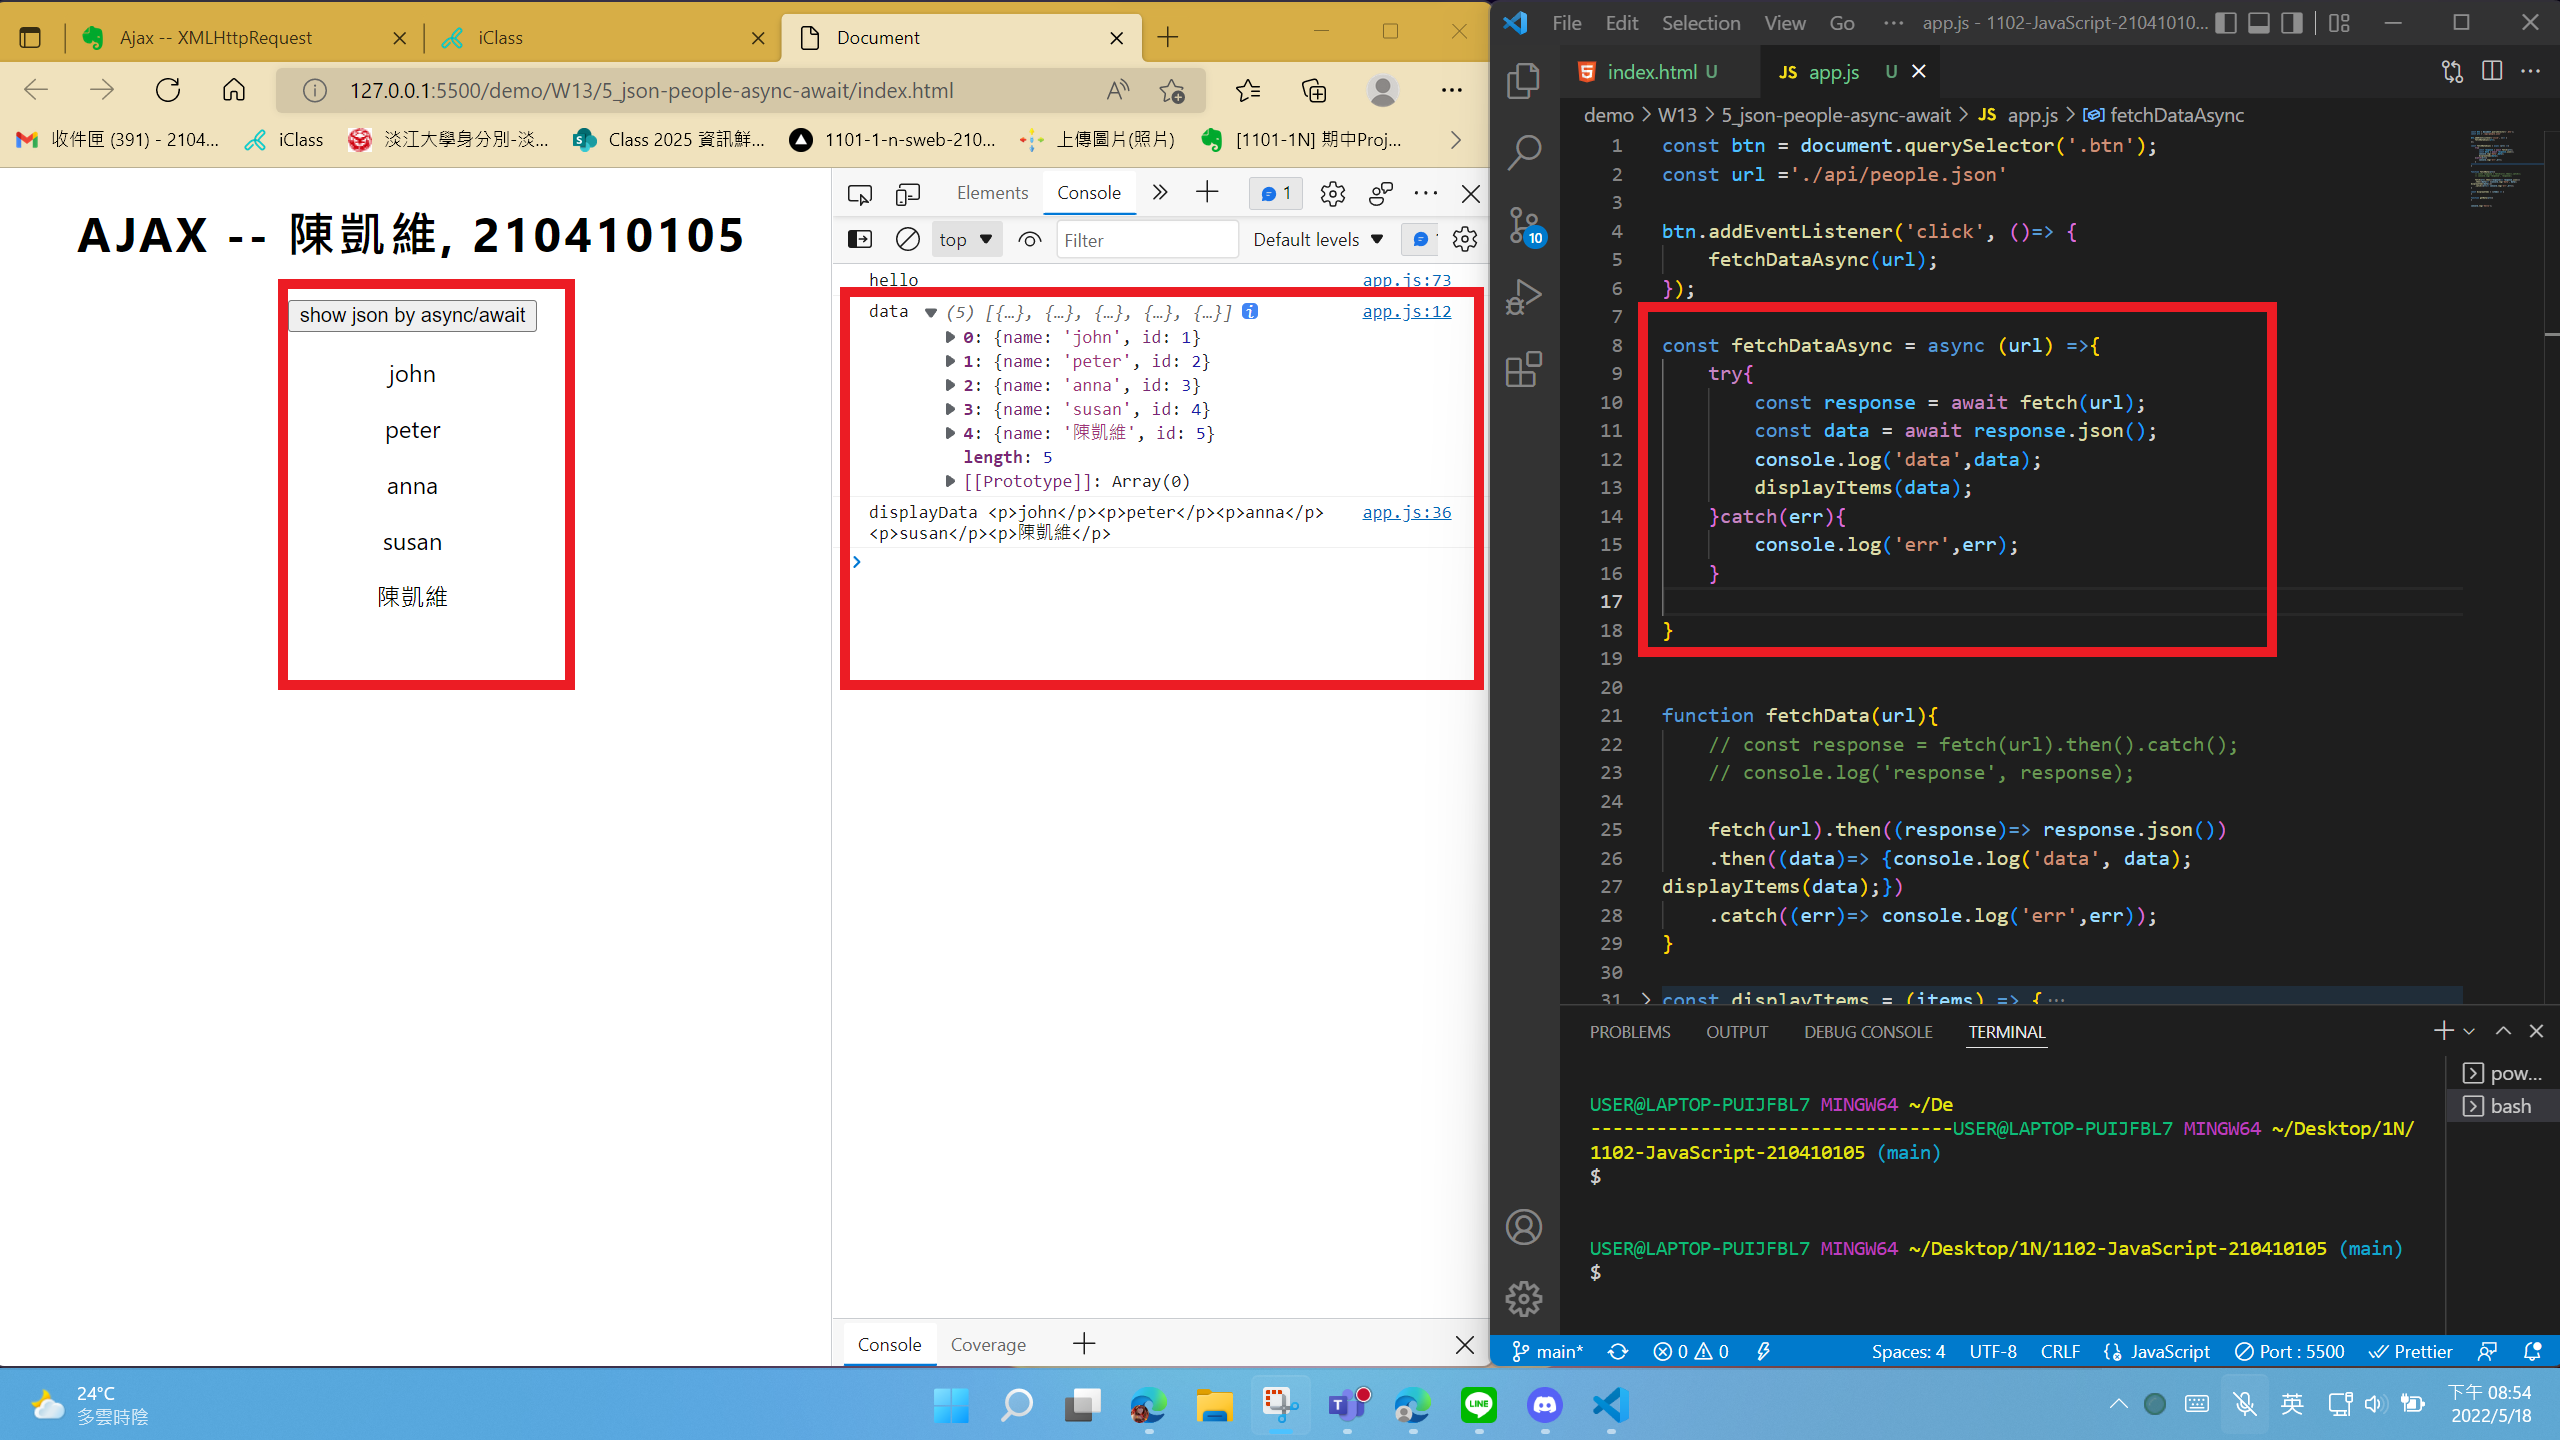 Ajax -- XMLHttpRequest
iClass
Document
127.0.0.1:5500/demo/W13/5_json-people-async-await/index.html
收件匣 (391) - 2104...
iClass
淡江大學身分別-淡...
Class 2025 資訊鮮...
1101-1-n-sweb-210...
上傳圖片(照片)
[1101-1N] 期中Proj...
AJAX -- 陳凱維, 210410105
show json by async/await
john
peter
anna
susan
陳凱維
Elements
Console
1
top
Filter
Default levels
hello app.js:73
data (5) [{…}, {…}, {…}, {…}, {…}] app.js:12
0: {name: 'john', id: 1}
1: {name: 'peter', id: 2}
2: {name: 'anna', id: 3}
3: {name: 'susan', id: 4}
4: {name: '陳凱維', id: 5}
length: 5
[[Prototype]]: Array(0)
displayData <p>john</p><p>peter</p><p>anna</p> app.js:36
<p>susan</p><p>陳凱維</p>
Console
Coverage
File Edit Selection View Go ··· app.js - 1102-JavaScript-21041010...
index.html U
JS app.js U
demo > W13 > 5_json-people-async-await > JS app.js > fetchDataAsync
10
1 const btn = document.querySelector('.btn');
2 const url ='./api/people.json'
3
4 btn.addEventListener('click', ()=> {
5 fetchDataAsync(url);
6 });
7
8 const fetchDataAsync = async (url) =>{
9 try{
10 const response = await fetch(url);
11 const data = await response.json();
12 console.log('data',data);
13 displayItems(data);
14 }catch(err){
15 console.log('err',err);
16 }
17
18 }
19
20
21 function fetchData(url){
22 // const response = fetch(url).then().catch();
23 // console.log('response', response);
24
25 fetch(url).then((response)=> response.json())
26 .then((data)=> {console.log('data', data);
27 displayItems(data);})
28 .catch((err)=> console.log('err',err));
29 }
30
31 const displayItems = (items) => {···
PROBLEMS OUTPUT DEBUG CONSOLE TERMINAL
pow...
bash
USER@LAPTOP-PUIJFBL7 MINGW64 ~/De
---------------------------------USER@LAPTOP-PUIJFBL7 MINGW64 ~/Desktop/1N/
1102-JavaScript-210410105 (main)
$
USER@LAPTOP-PUIJFBL7 MINGW64 ~/Desktop/1N/1102-JavaScript-210410105 (main)
$
main* 0 0 Spaces: 4 UTF-8 CRLF JavaScript Port : 5500 Prettier
24°C
多雲時陰
LINE
英
下午 08:54
2022/5/18